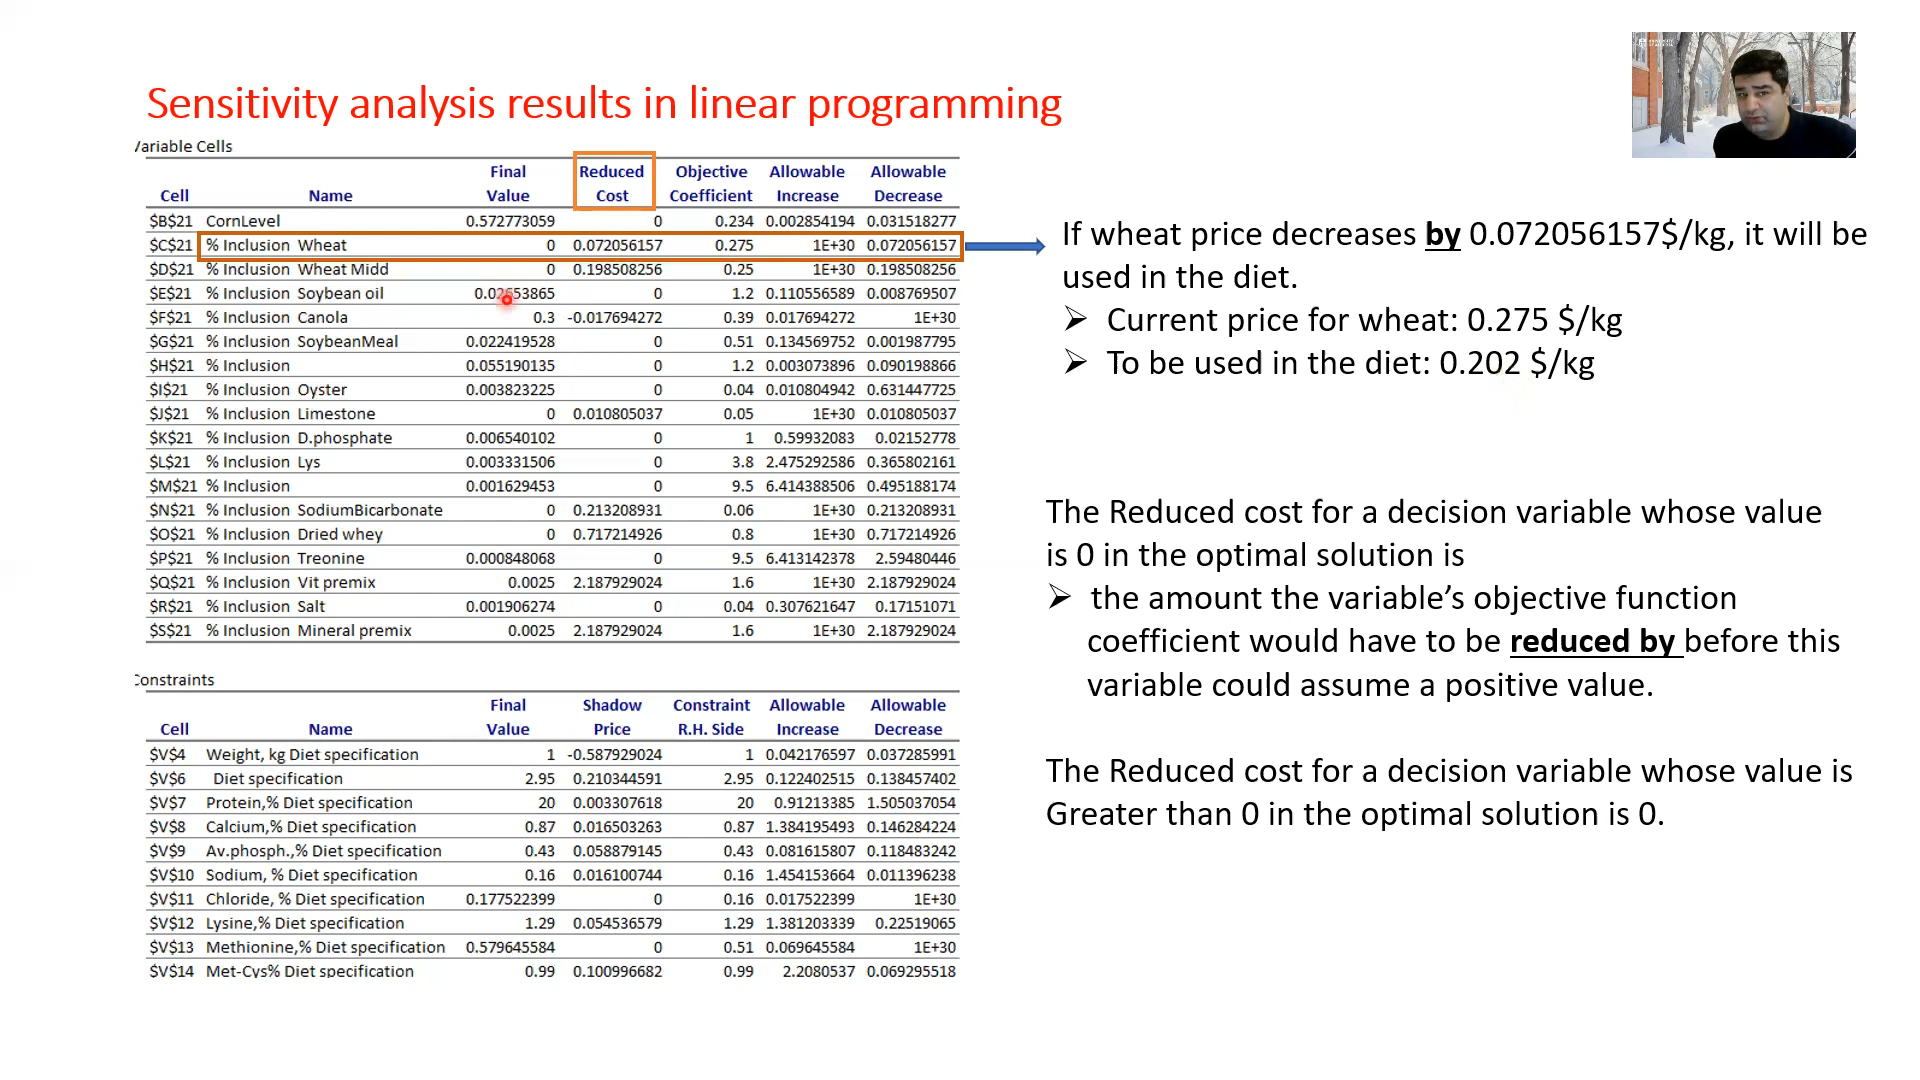 Sensitivity analysis results in linear programming
Variable Cells
Final Reduced Objective Allowable Allowable
Cell Name Value Cost Coefficient Increase Decrease
$B$21 CornLevel 0.572773059 0 0.234 0.002854194 0.031518277
$C$21 % Inclusion Wheat 0 0.072056157 0.275 1E+30 0.072056157
$D$21 % Inclusion Wheat Midd 0 0.198508256 0.25 1E+30 0.198508256
$E$21 % Inclusion Soybean oil 0.02653865 0 1.2 0.110556589 0.008769507
$F$21 % Inclusion Canola 0.3 -0.017694272 0.39 0.017694272 1E+30
$G$21 % Inclusion SoybeanMeal 0.022419528 0 0.51 0.134569752 0.001987795
$H$21 % Inclusion 0.055190135 0 1.2 0.003073896 0.090198866
$I$21 % Inclusion Oyster 0.003823225 0 0.04 0.010804942 0.631447725
$J$21 % Inclusion Limestone 0 0.010805037 0.05 1E+30 0.010805037
$K$21 % Inclusion D.phosphate 0.006540102 0 1 0.59932083 0.02152778
$L$21 % Inclusion Lys 0.003331506 0 3.8 2.475292586 0.365802161
$M$21 % Inclusion 0.001629453 0 9.5 6.414388506 0.495188174
$N$21 % Inclusion SodiumBicarbonate 0 0.213208931 0.06 1E+30 0.213208931
$O$21 % Inclusion Dried whey 0 0.717214926 0.8 1E+30 0.717214926
$P$21 % Inclusion Treonine 0.000848068 0 9.5 6.413142378 2.59480446
$Q$21 % Inclusion Vit premix 0.0025 2.187929024 1.6 1E+30 2.187929024
$R$21 % Inclusion Salt 0.001906274 0 0.04 0.307621647 0.17151071
$S$21 % Inclusion Mineral premix 0.0025 2.187929024 1.6 1E+30 2.187929024
Constraints
Final Shadow Constraint Allowable Allowable
Cell Name Value Price R.H. Side Increase Decrease
$V$4 Weight, kg Diet specification 1 -0.587929024 1 0.042176597 0.037285991
$V$6 Diet specification 2.95 0.210344591 2.95 0.122402515 0.138457402
$V$7 Protein,% Diet specification 20 0.003307618 20 0.91213385 1.505037054
$V$8 Calcium,% Diet specification 0.87 0.016503263 0.87 1.384195493 0.146284224
$V$9 Av.phosph.,% Diet specification 0.43 0.058879145 0.43 0.081615807 0.118483242
$V$10 Sodium, % Diet specification 0.16 0.016100744 0.16 1.454153664 0.011396238
$V$11 Chloride, % Diet specification 0.177522399 0 0.16 0.017522399 1E+30
$V$12 Lysine,% Diet specification 1.29 0.054536579 1.29 1.381203339 0.22519065
$V$13 Methionine,% Diet specification 0.579645584 0 0.51 0.069645584 1E+30
$V$14 Met-Cys% Diet specification 0.99 0.100996682 0.99 2.2080537 0.069295518
If wheat price decreases by 0.072056157$/kg, it will be
used in the diet.
➢ Current price for wheat: 0.275 $/kg
➢ To be used in the diet: 0.202 $/kg
The Reduced cost for a decision variable whose value
is 0 in the optimal solution is
➢ the amount the variable’s objective function
coefficient would have to be reduced by before this
variable could assume a positive value.
The Reduced cost for a decision variable whose value is
Greater than 0 in the optimal solution is 0.